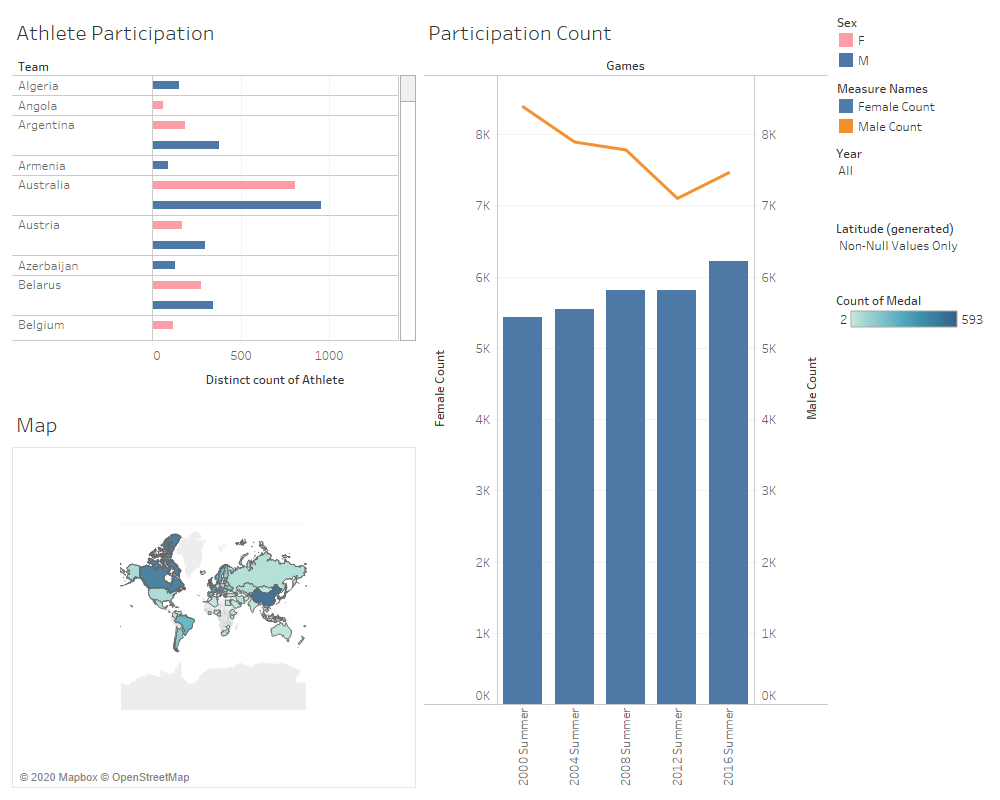 Athlete Participation
Team
Algeria
Angola
Argentina
Armenia
Australia
Austria
Azerbaijan
Belarus
Belgium
0 500 1000
Distinct count of Athlete
Map
© 2020 Mapbox © OpenStreetMap
Participation Count
Games
8K 8K
7K 7K
6K 6K
5K 5K
4K 4K
3K 3K
2K 2K
1K 1K
0K 0K
Female Count
Male Count
2000 Summer
2004 Summer
2008 Summer
2012 Summer
2016 Summer
Sex
F
M
Measure Names
Female Count
Male Count
Year
All
Latitude (generated)
Non-Null Values Only
Count of Medal
2 593